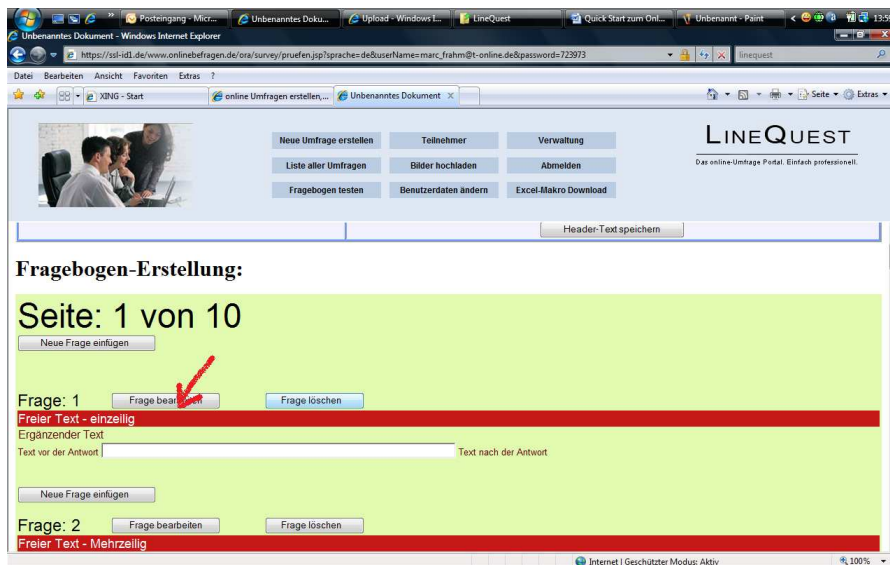 Posteingang - Micr...
Unbenanntes Doku...
Upload - Windows I...
LineQuest
Quick Start zum Onl...
Unbenannt - Paint
13:59
Unbenanntes Dokument - Windows Internet Explorer
https://ssl-id1.de/www.onlinebefragen.de/ora/survey/pruefen.jsp?sprache=de&userName=marc_frahm@t-online.de&password=723973
linequest
Datei Bearbeiten Ansicht Favoriten Extras ?
XING - Start
online Umfragen erstellen,...
Unbenanntes Dokument
Seite
Extras
Neue Umfrage erstellen Teilnehmer Verwaltung
Liste aller Umfragen Bilder hochladen Abmelden
Fragebogen testen Benutzerdaten ändern Excel-Makro Download
LINEQUEST
Das online-Umfrage Portal. Einfach professionell.
Header-Text speichern
Fragebogen-Erstellung:
Seite: 1 von 10
Neue Frage einfügen
Frage: 1 Frage bearbeiten Frage löschen
Freier Text - einzeilig
Ergänzender Text
Text vor der Antwort Text nach der Antwort
Neue Frage einfügen
Frage: 2 Frage bearbeiten Frage löschen
Freier Text - Mehrzeilig
Internet | Geschützter Modus: Aktiv 100%